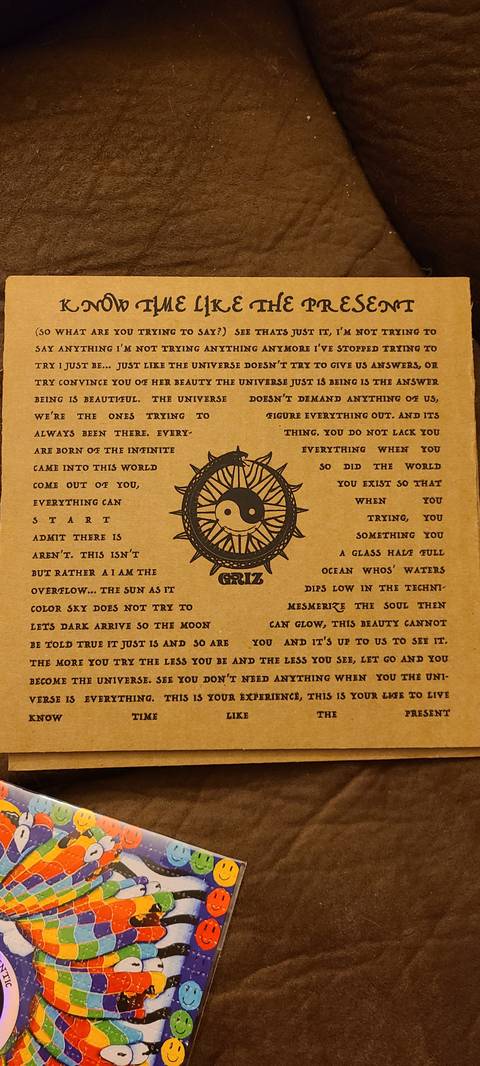 KNOW TIME LIKE THE PRESENT
(SO WHAT ARE YOU TRYING TO SAY?) SEE THATS JUST IT, I'M NOT TRYING TO
SAY ANYTHING I'M NOT TRYING ANYTHING ANYMORE I'VE STOPPED TRYING TO
TRY I JUST BE... JUST LIKE THE UNIVERSE DOESN'T TRY TO GIVE US ANSWERS, OR
TRY CONVINCE YOU OF HER BEAUTY THE UNIVERSE JUST IS BEING IS THE ANSWER
BEING IS BEAUTIFUL. THE UNIVERSE DOESN'T DEMAND ANYTHING OF US,
WE'RE THE ONES TRYING TO FIGURE EVERYTHING OUT. AND ITS
ALWAYS BEEN THERE. EVERY- THING. YOU DO NOT LACK YOU
ARE BORN OF THE INFINITE EVERYTHING WHEN YOU
CAME INTO THIS WORLD SO DID THE WORLD
COME OUT OF YOU, YOU EXIST SO THAT
EVERYTHING CAN WHEN YOU
START TRYING, YOU
ADMIT THERE IS SOMETHING YOU
AREN'T. THIS ISN'T A GLASS HALF FULL
BUT RATHER A I AM THE OCEAN WHOS' WATERS
OVERFLOW... THE SUN AS IT DIPS LOW IN THE TECHNI-
COLOR SKY DOES NOT TRY TO MESMERIZE THE SOUL THEN
LETS DARK ARRIVE SO THE MOON CAN GLOW, THIS BEAUTY CANNOT
BE TOLD TRUE IT JUST IS AND SO ARE YOU AND IT'S UP TO US TO SEE IT.
THE MORE YOU TRY THE LESS YOU BE AND THE LESS YOU SEE, LET GO AND YOU
BECOME THE UNIVERSE. SEE YOU DON'T NEED ANYTHING WHEN YOU THE UNI-
VERSE IS EVERYTHING. THIS IS YOUR EXPERIENCE, THIS IS YOUR LIFE TO LIVE
KNOW TIME LIKE THE PRESENT
GRIZ